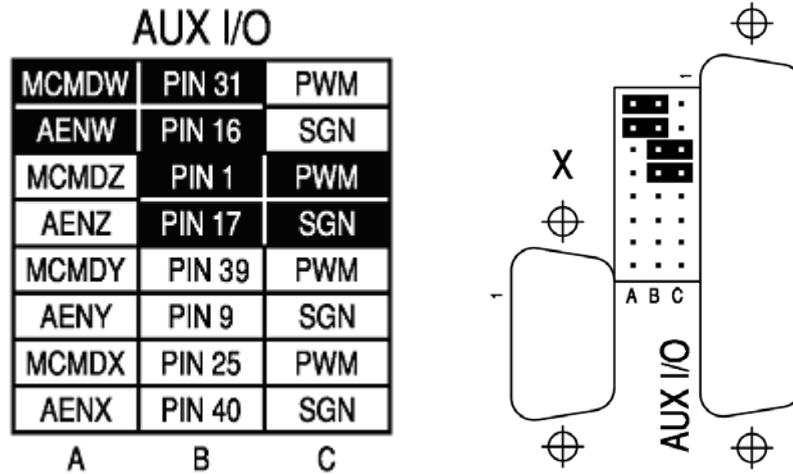 AUX I/O
MCMDW PIN 31 PWM
AENW PIN 16 SGN
MCMDZ PIN 1 PWM
AENZ PIN 17 SGN
MCMDY PIN 39 PWM
AENY PIN 9 SGN
MCMDX PIN 25 PWM
AENX PIN 40 SGN
A B C
1
X
1
A B C
AUX I/O